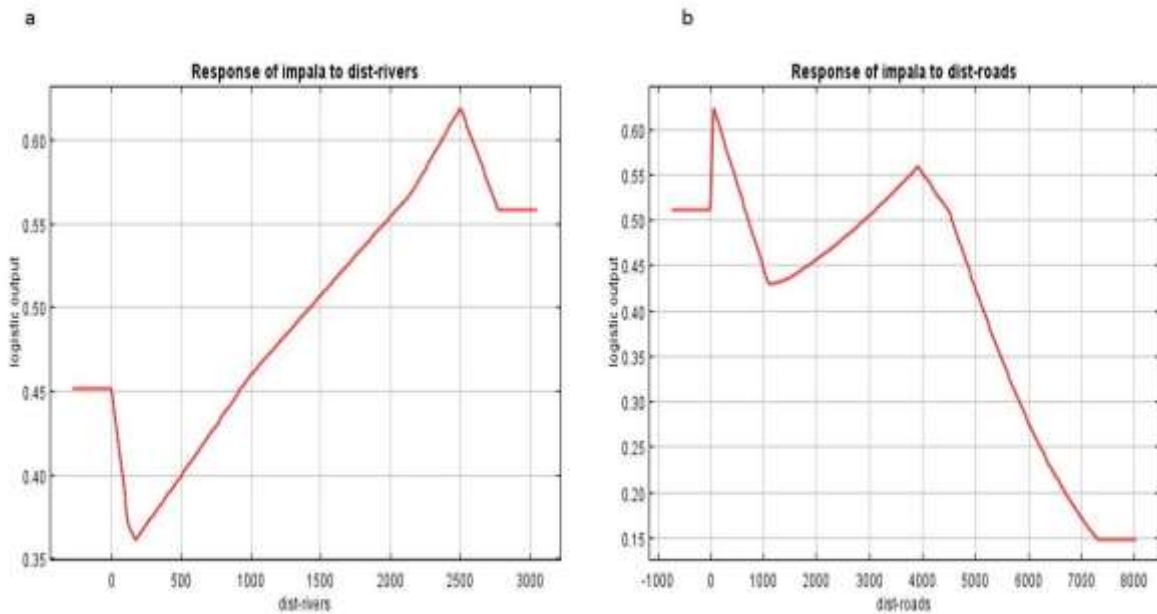 a
b
Response of impala to dist-rivers
logistic output
0.60
0.55
0.50
0.45
0.40
0.35
0 500 1000 1500 2000 2500 3000
dist-rivers
Response of impala to dist-roads
logistic output
0.60
0.55
0.50
0.45
0.40
0.35
0.30
0.25
0.20
0.15
-1000 0 1000 2000 3000 4000 5000 6000 7000 8000
dist-roads